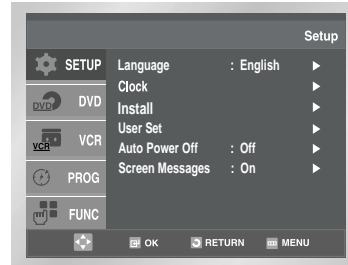 Setup
SETUP
Language : English ►
Clock ►
Install ►
DVD DVD
User Set ►
VCR VCR
Auto Power Off : Off ►
Screen Messages : On ►
PROG
FUNC
OK RETURN MENU